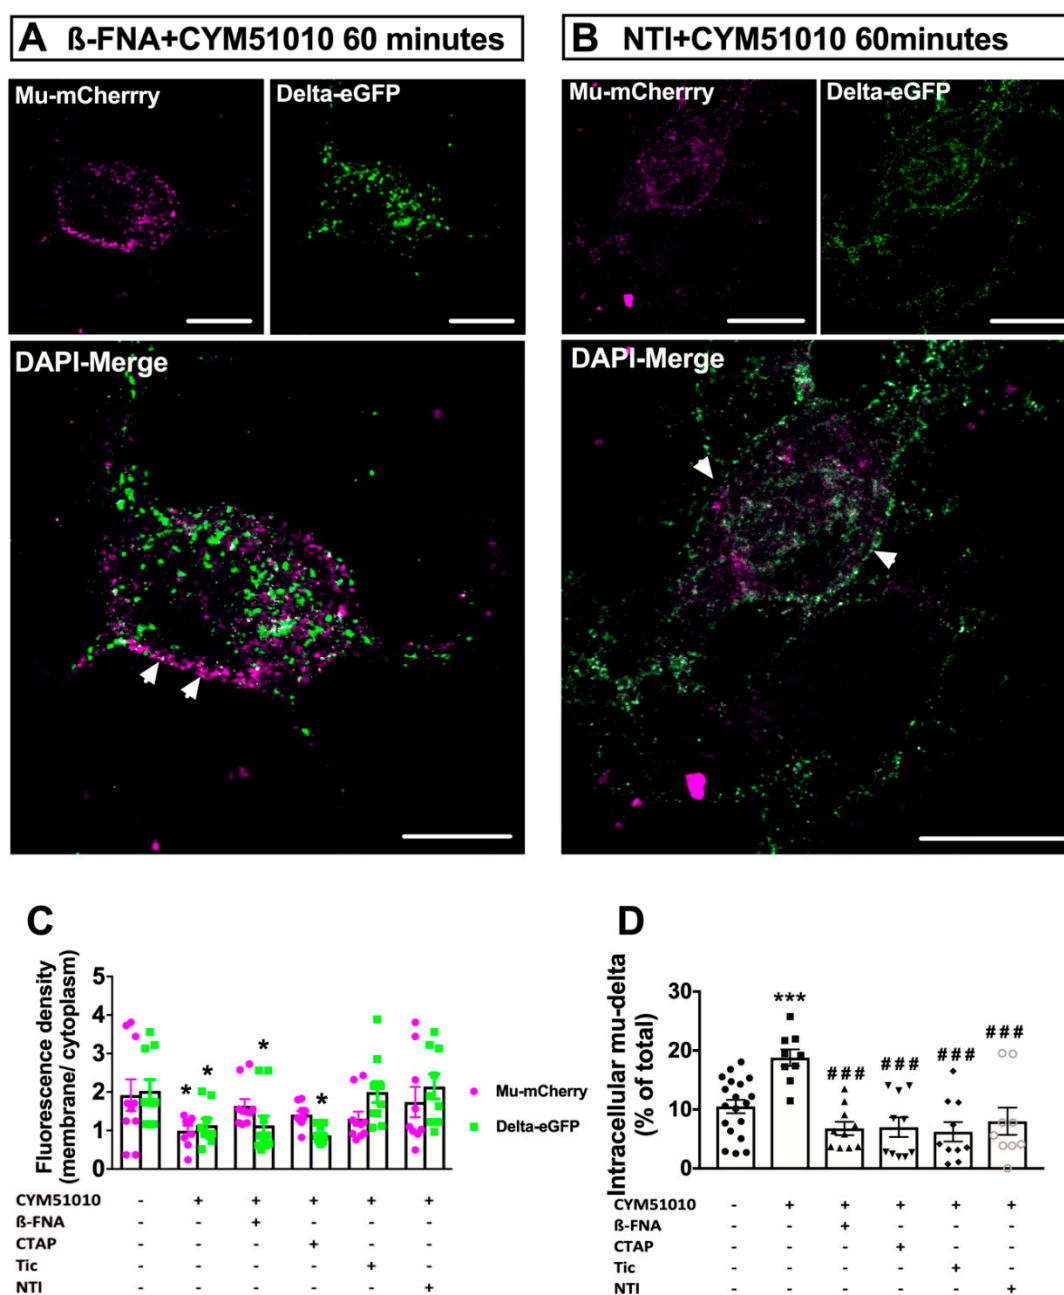 A ß-FNA+CYM51010 60 minutes
Mu-mCherrry
Delta-eGFP
DAPI-Merge
B NTI+CYM51010 60minutes
Mu-mCherrry
Delta-eGFP
DAPI-Merge
C
Fluorescence density
(membrane/ cytoplasm)
5
4
3
2
1
0
* * * *
Mu-mCherry
Delta-eGFP
CYM51010 - + + + + +
ß-FNA - - + - - -
CTAP - - - + - -
Tic - - - - + -
NTI - - - - - +
D
Intracellular mu-delta
(% of total)
30
20
10
0
*** ### ### ### ###
CYM51010 - + + + + +
ß-FNA - - + - - -
CTAP - - - + - -
Tic - - - - + -
NTI - - - - - +